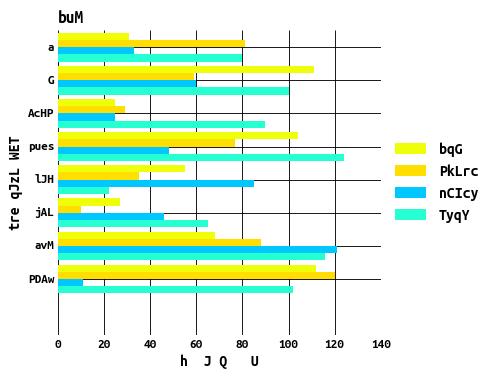 buM
a
G
AcHP
pues
lJH
jAL
avM
PDAw
tre qJzL WET
0 20 40 60 80 100 120 140
h J Q U
bqG
PkLrc
nCIcy
TyqY